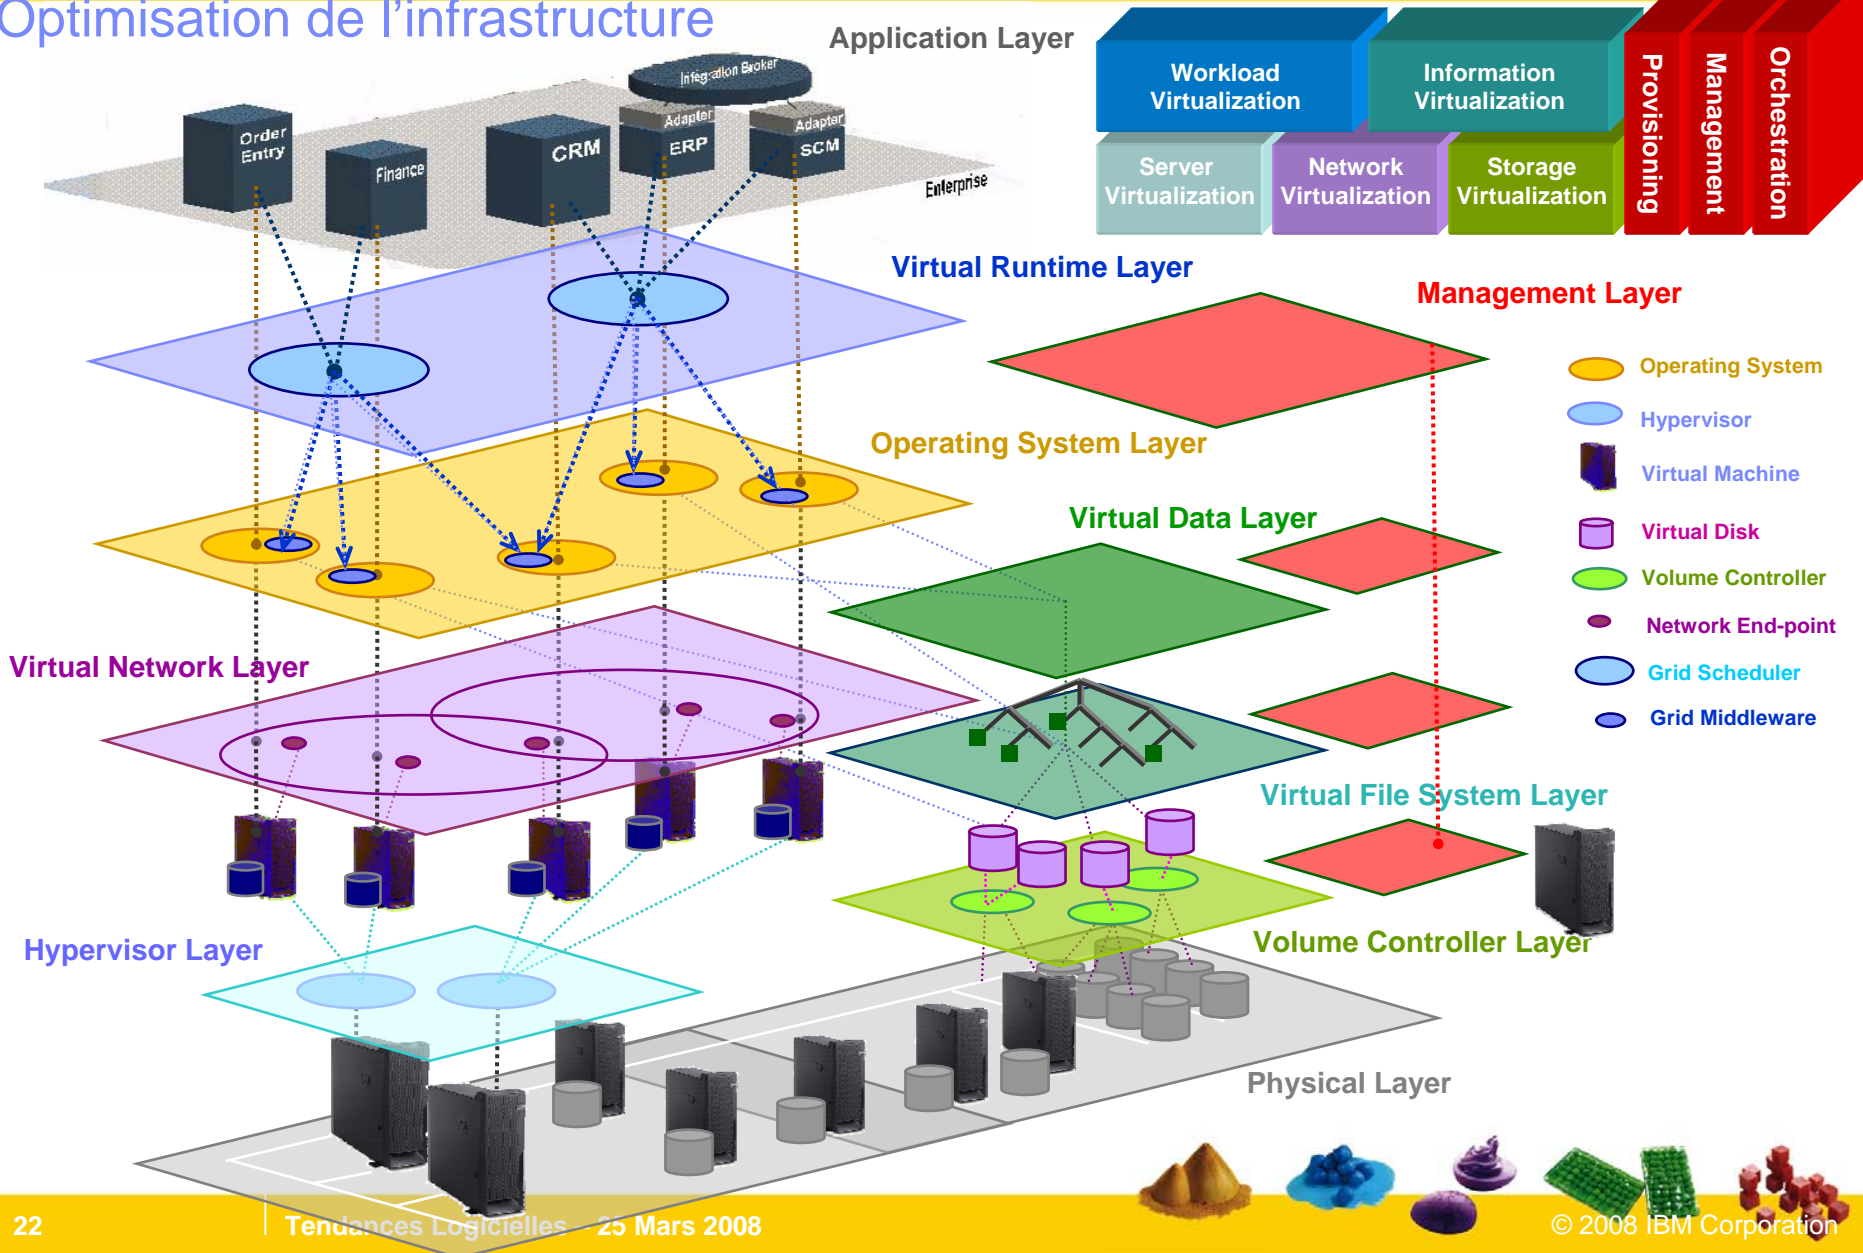 Optimisation de l'infrastructure
Application Layer
Workload
Virtualization
Information
Virtualization
Server
Virtualization
Network
Virtualization
Storage
Virtualization
Provisioning
Management
Orchestration
Integration Broker
Order
Entry
Finance
CRM
Adapter
ERP
Adapter
SCM
Enterprise
Virtual Runtime Layer
Management Layer
Operating System
Hypervisor
Virtual Machine
Virtual Disk
Volume Controller
Network End-point
Grid Scheduler
Grid Middleware
Operating System Layer
Virtual Data Layer
Virtual Network Layer
Virtual File System Layer
Hypervisor Layer
Volume Controller Layer
Physical Layer
22
Tendances Logicielles – 25 Mars 2008
© 2008 IBM Corporation